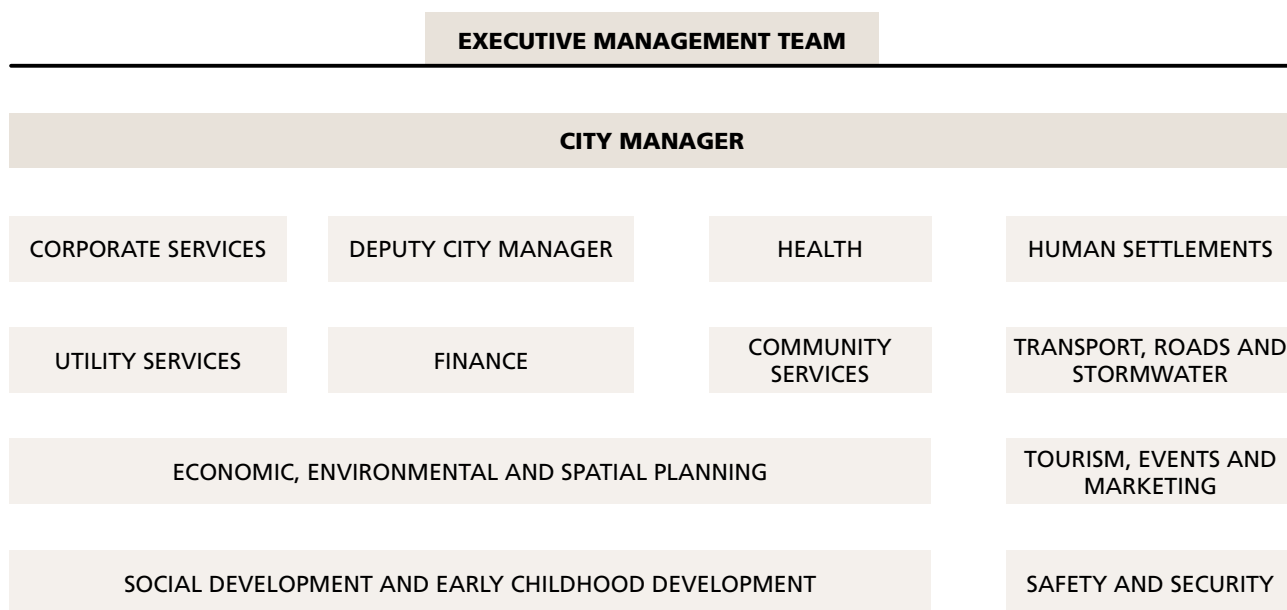 EXECUTIVE MANAGEMENT TEAM
CITY MANAGER
CORPORATE SERVICES
DEPUTY CITY MANAGER
HEALTH
HUMAN SETTLEMENTS
UTILITY SERVICES
FINANCE
COMMUNITY
SERVICES
TRANSPORT, ROADS AND
STORMWATER
ECONOMIC, ENVIRONMENTAL AND SPATIAL PLANNING
TOURISM, EVENTS AND
MARKETING
SOCIAL DEVELOPMENT AND EARLY CHILDHOOD DEVELOPMENT
SAFETY AND SECURITY